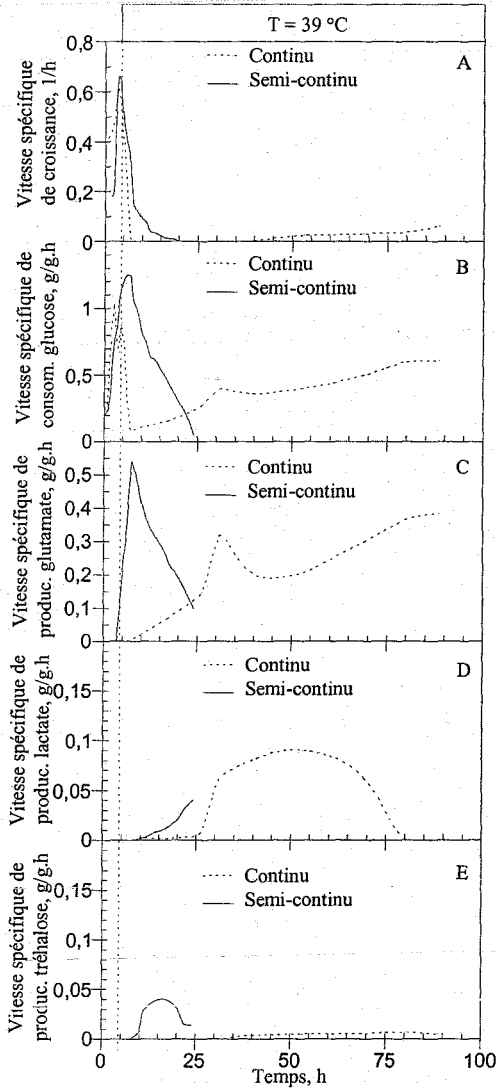 T = 39 °C
Vitesse spécifique
de croissance, 1/h
0,8
0,6
0,4
0,2
0
Continu
Semi-continu
A
Vitesse spécifique de
consom. glucose, g/g.h
1
0,5
0
Continu
Semi-continu
B
Vitesse spécifique de
produc. glutamate, g/g.h
0,5
0,4
0,3
0,2
0,1
0
Continu
Semi-continu
C
Vitesse spécifique de
produc. lactate, g/g.h
0,15
0,1
0,05
0
Continu
Semi-continu
D
Vitesse spécifique de
produc. tréhalose, g/g.h
0,15
0,1
0,05
0
Continu
Semi-continu
E
0 25 50 75 100
Temps, h